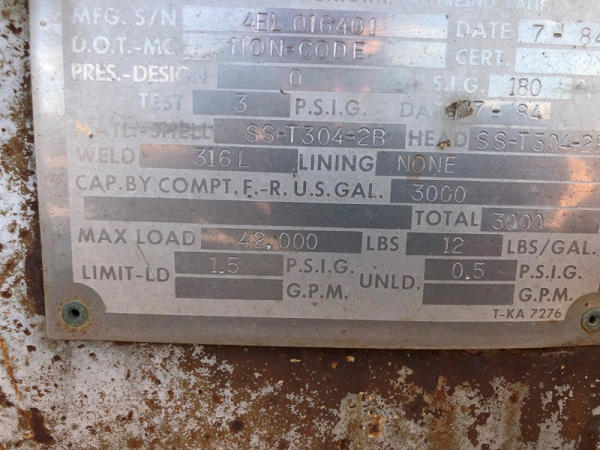 MFG. S/N 4EL 016401 DATE 7-84
D.O.T.-MC NON-CODE CERT.
PRES.-DESIGN 0 P.S.I.G. 180
TEST 3 P.S.I.G. DATE 7-84
MATL.-SHELL SS-T304-2B HEAD SS-T304-2B
WELD 316L LINING NONE
CAP. BY COMPT. F.-R. U.S. GAL. 3000
TOTAL 3000
MAX LOAD 42,000 LBS 12 LBS/GAL.
LIMIT-LD 1.5 P.S.I.G. UNLD. 0.5 P.S.I.G.
G.P.M. G.P.M.
T-KA 7276